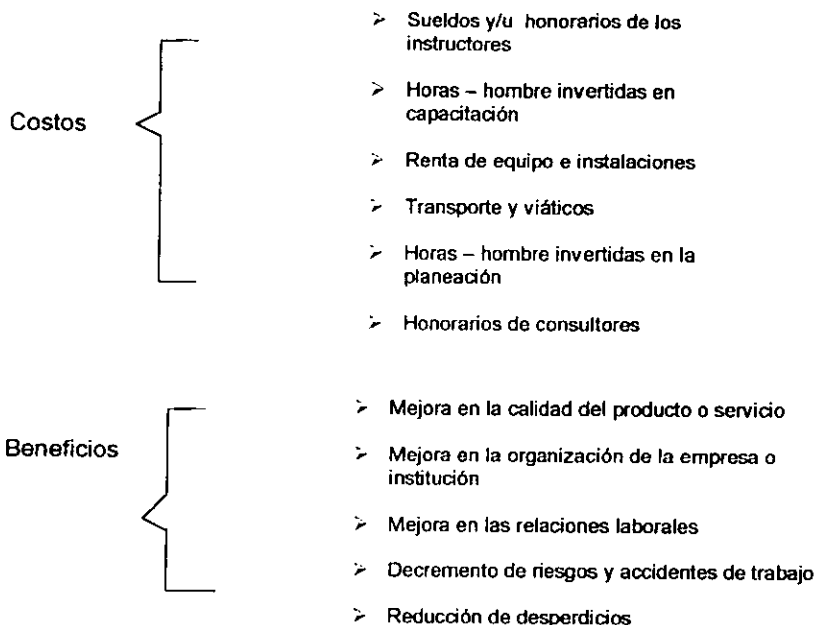 ➢ Sueldos y/u honorarios de los
instructores
➢ Horas – hombre invertidas en
capacitación
Costos
➢ Renta de equipo e instalaciones
➢ Transporte y viáticos
➢ Horas – hombre invertidas en la
planeación
➢ Honorarios de consultores
➢ Mejora en la calidad del producto o servicio
Beneficios
➢ Mejora en la organización de la empresa o
institución
➢ Mejora en las relaciones laborales
➢ Decremento de riesgos y accidentes de trabajo
➢ Reducción de desperdicios